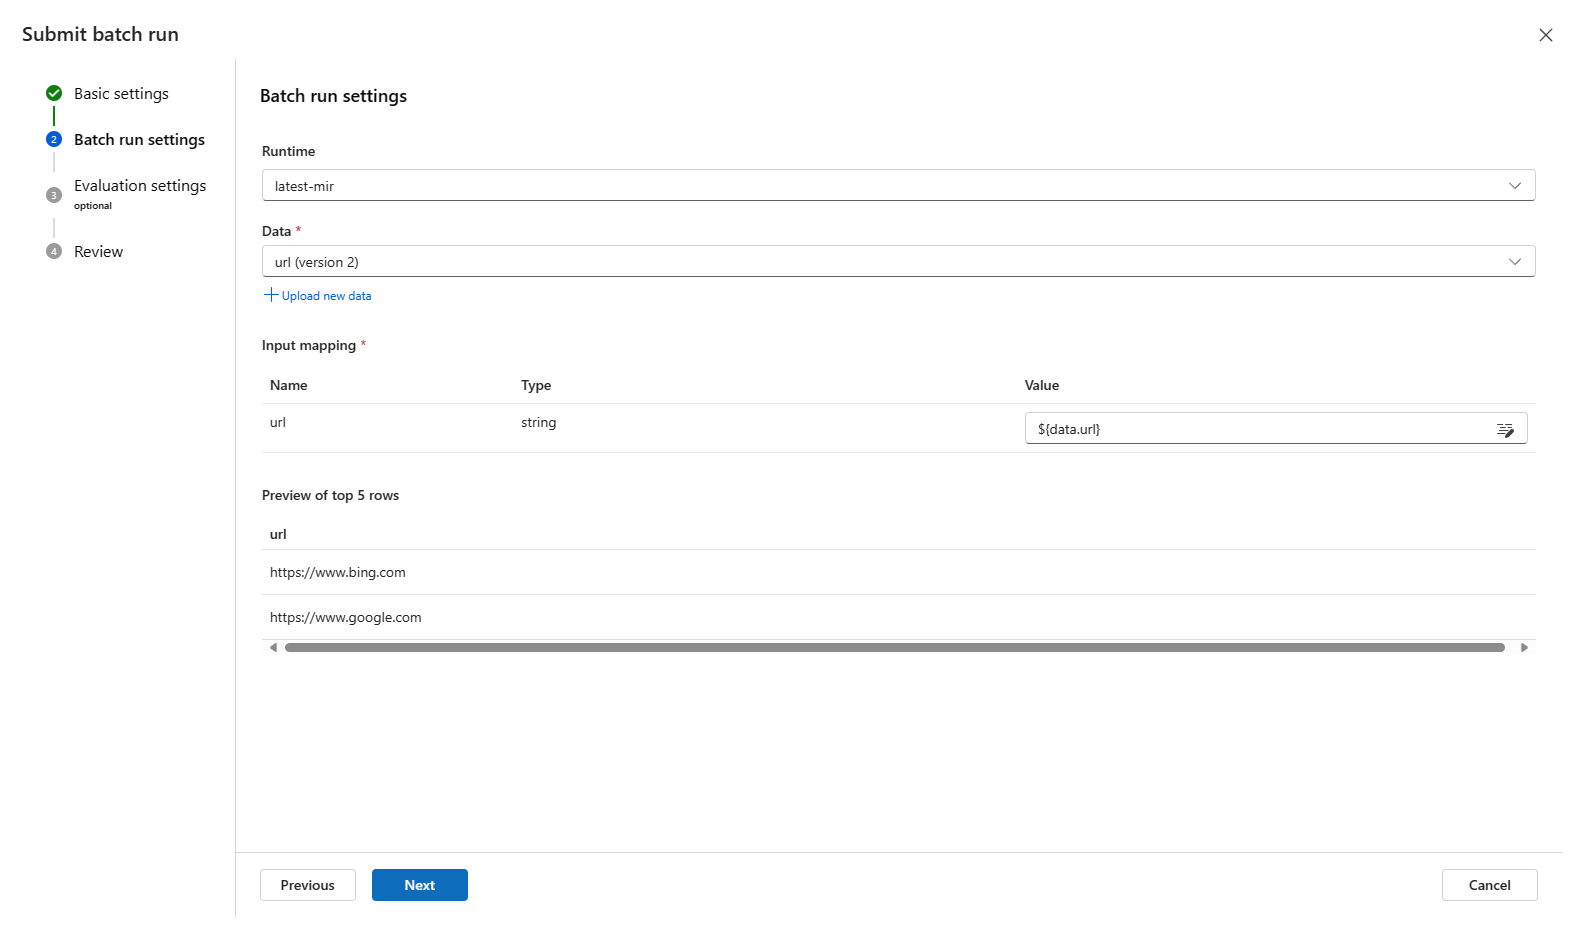 Submit batch run
Basic settings
2 Batch run settings
3 Evaluation settings
optional
4 Review
Batch run settings
Runtime
latest-mir
Data *
url (version 2)
Upload new data
Input mapping *
Name Type Value
url string ${data.url}
Preview of top 5 rows
url
https://www.bing.com
https://www.google.com
Previous Next Cancel